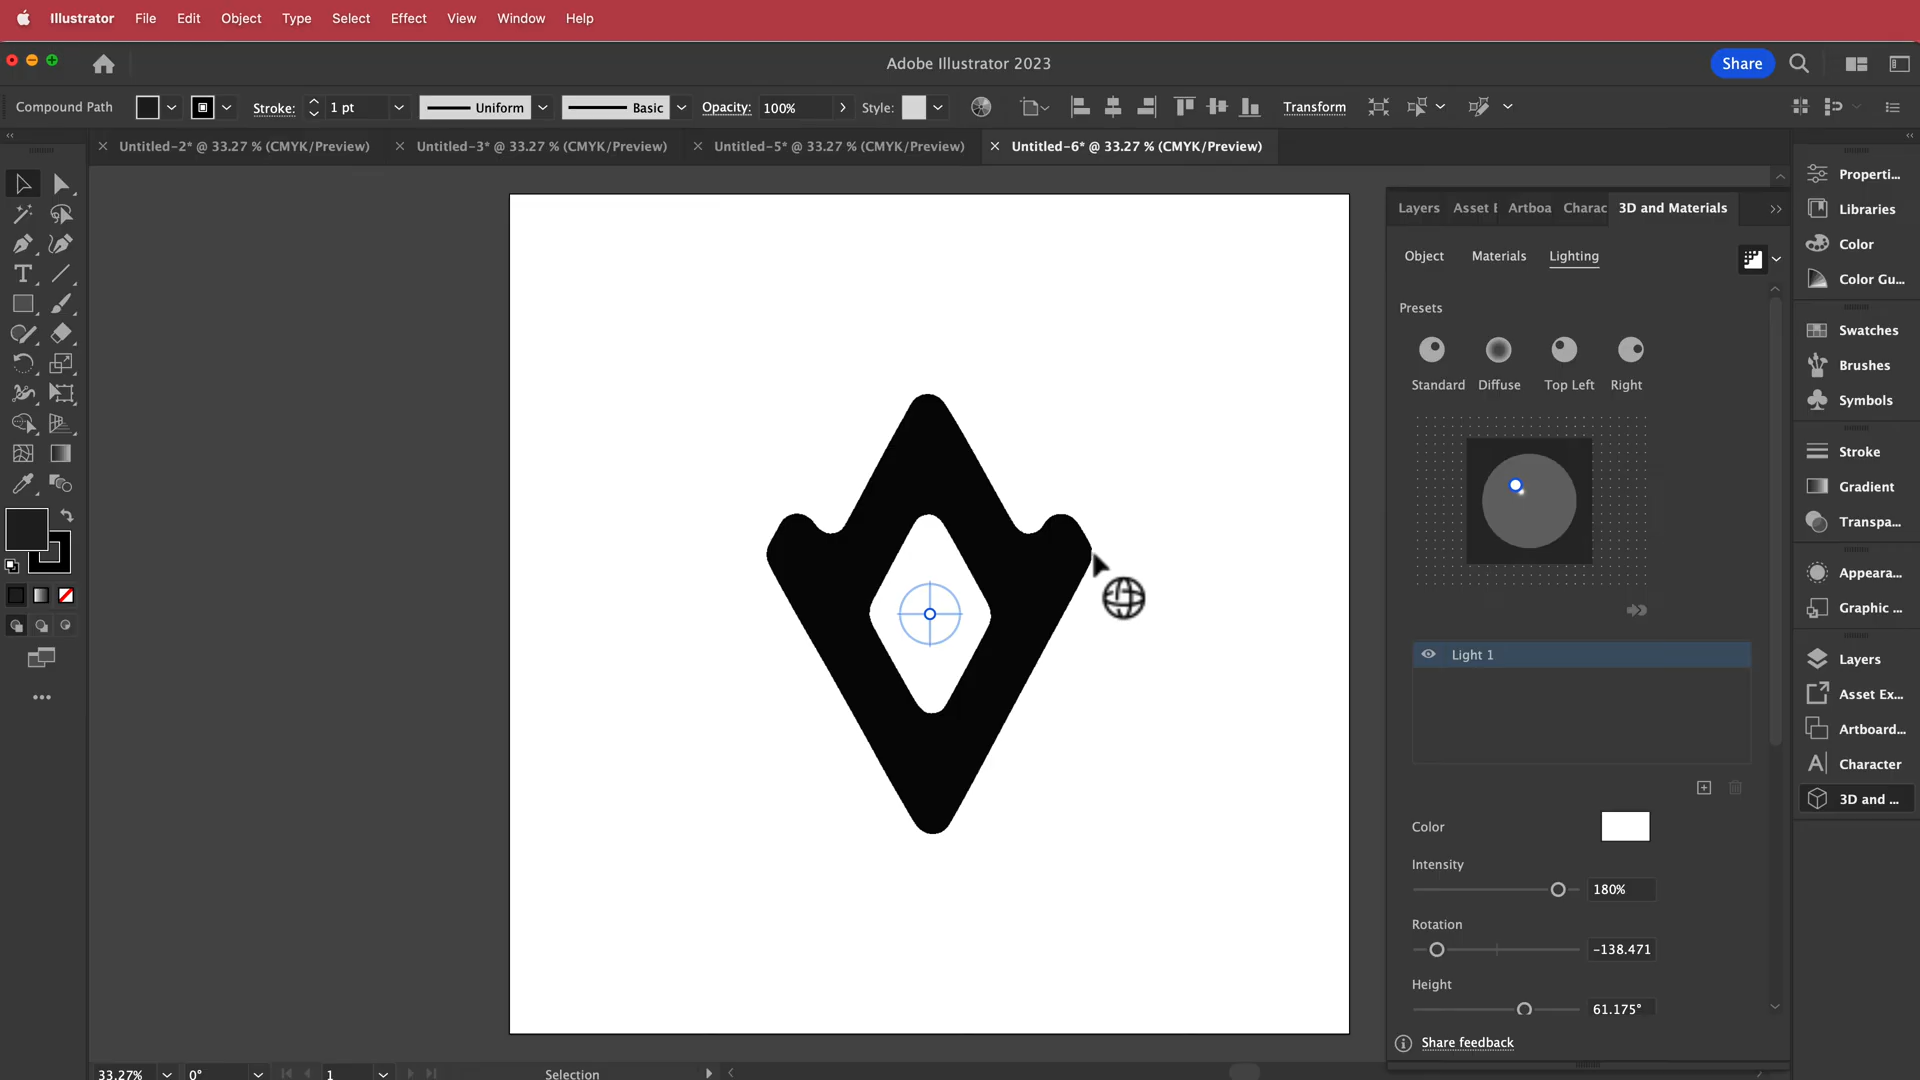 Illustrator File Edit Object Type Select Effect View Window Help
Adobe Illustrator 2023
Share
Compound Path Stroke: 1 pt Uniform Basic Opacity: 100% Style: Transform
Untitled-2* @ 33.27 % (CMYK/Preview) Untitled-3* @ 33.27 % (CMYK/Preview) Untitled-5* @ 33.27 % (CMYK/Preview) Untitled-6* @ 33.27 % (CMYK/Preview)
Layers Asset E Artboa Charac 3D and Materials
Object Materials Lighting
Presets
Standard Diffuse Top Left Right
Light 1
Color
Intensity
180%
Rotation
-138.471
Height
61.175°
Share feedback
Properti...
Libraries
Color
Color Gu...
Swatches
Brushes
Symbols
Stroke
Gradient
Transpa...
Appeara...
Graphic ...
Layers
Asset Ex...
Artboard...
Character
3D and ...
33.27% 0° 1 Selection